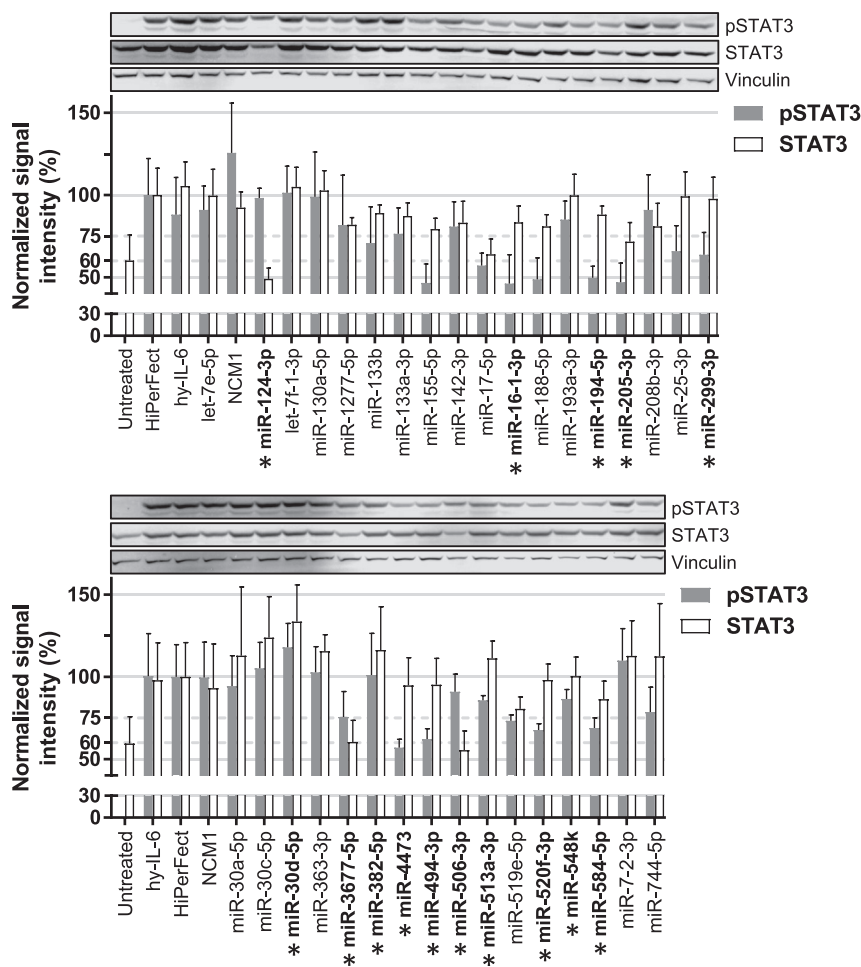 pSTAT3
STAT3
Vinculin
Normalized signal
intensity (%)
150
100
75
60
50
30
0
pSTAT3
STAT3
Untreated
HiPerFect
hy-IL-6
let-7e-5p
NCM1
* miR-124-3p
let-7f-1-3p
miR-130a-5p
miR-1277-5p
miR-133b
miR-133a-3p
miR-155-5p
miR-142-3p
miR-17-5p
* miR-16-1-3p
miR-188-5p
miR-193a-3p
* miR-194-5p
* miR-205-3p
miR-208b-3p
miR-25-3p
* miR-299-3p
pSTAT3
STAT3
Vinculin
Normalized signal
intensity (%)
150
100
75
60
50
30
0
pSTAT3
STAT3
Untreated
hy-IL-6
HiPerFect
NCM1
miR-30a-5p
miR-30c-5p
* miR-30d-5p
miR-363-3p
* miR-3677-5p
* miR-382-5p
* miR-4473
* miR-494-3p
* miR-506-3p
* miR-513a-3p
miR-519e-5p
* miR-520f-3p
* miR-548k
* miR-584-5p
miR-7-2-3p
miR-744-5p